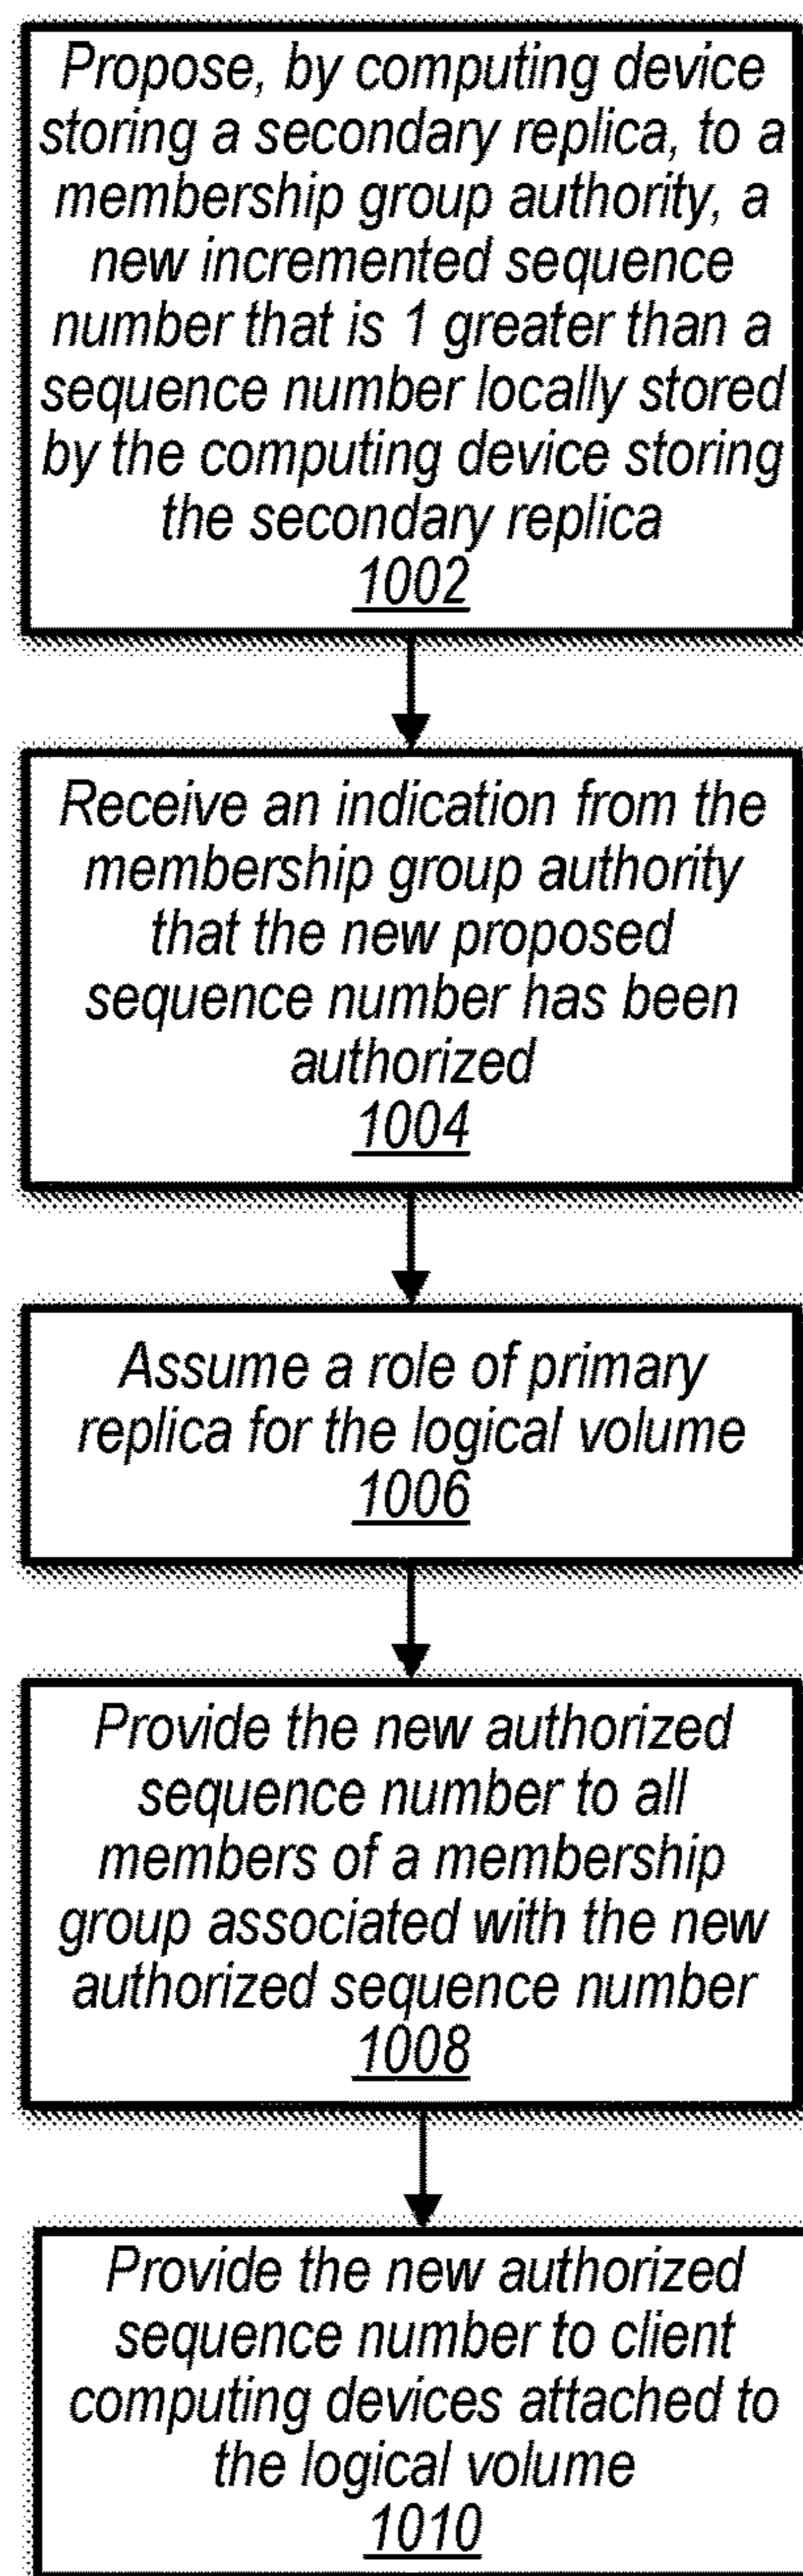 Propose, by computing device
storing a secondary replica, to a
membership group authority, a
new incremented sequence
number that is 1 greater than a
sequence number locally stored
by the computing device storing
the secondary replica
1002
Receive an indication from the
membership group authority
that the new proposed
sequence number has been
authorized
1004
Assume a role of primary
replica for the logical volume
1006
Provide the new authorized
sequence number to all
members of a membership
group associated with the new
authorized sequence number
1008
Provide the new authorized
sequence number to client
computing devices attached to
the logical volume
1010